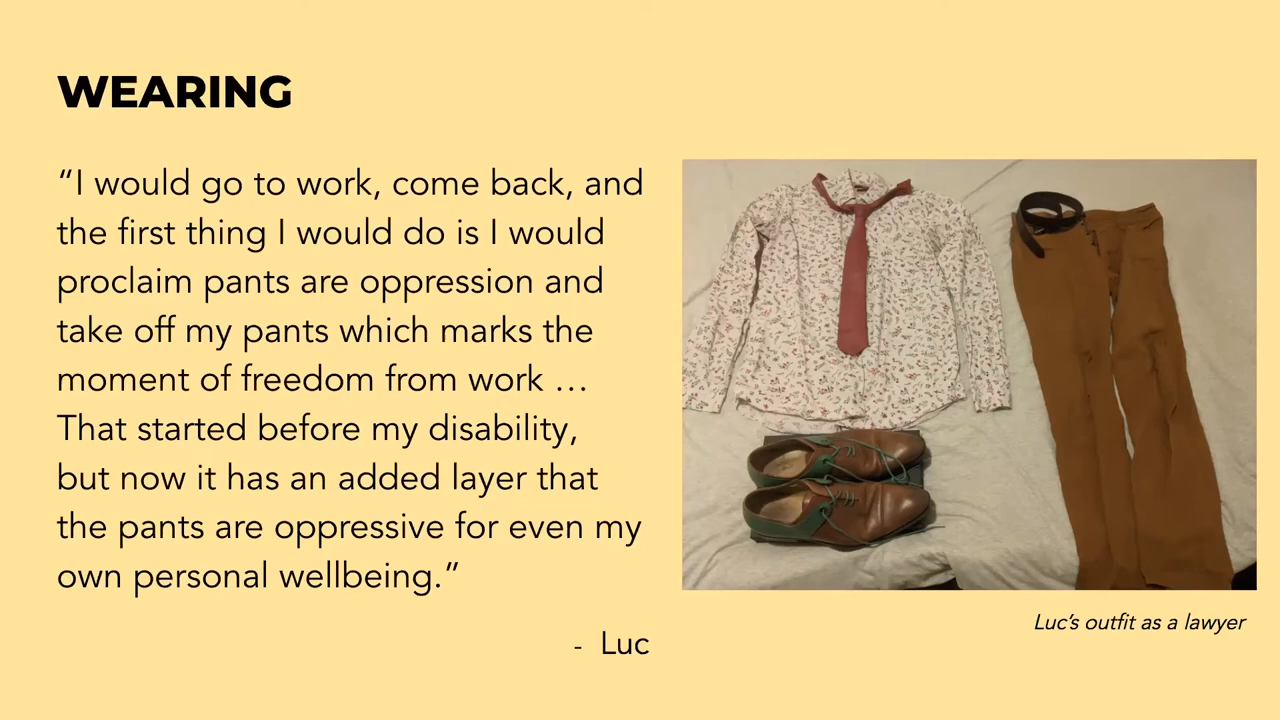 WEARING
“I would go to work, come back, and
the first thing I would do is I would
proclaim pants are oppression and
take off my pants which marks the
moment of freedom from work …
That started before my disability,
but now it has an added layer that
the pants are oppressive for even my
own personal wellbeing.”
- Luc
Luc’s outfit as a lawyer